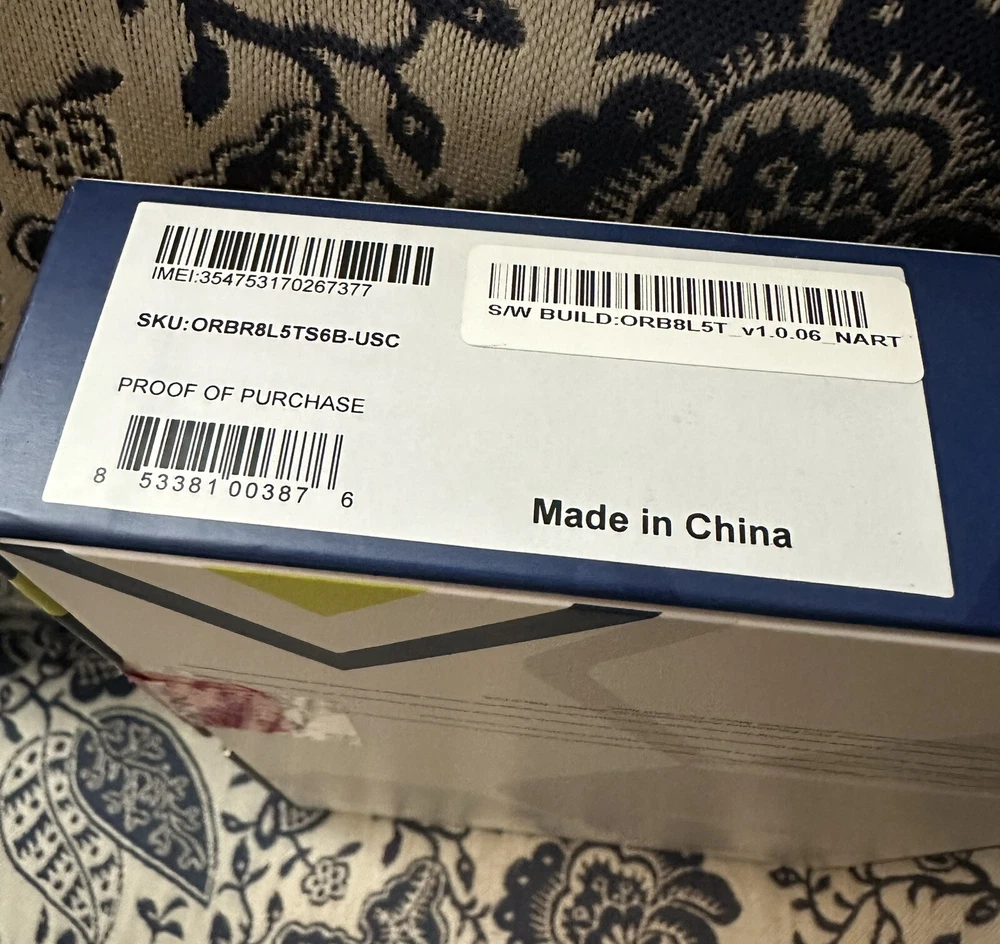 IMEI:354753170267377
S/W BUILD:ORB8L5T_v1.0.06_NART
SKU:ORBR8L5TS6B-USC
PROOF OF PURCHASE
8 53381 00387 6
Made in China